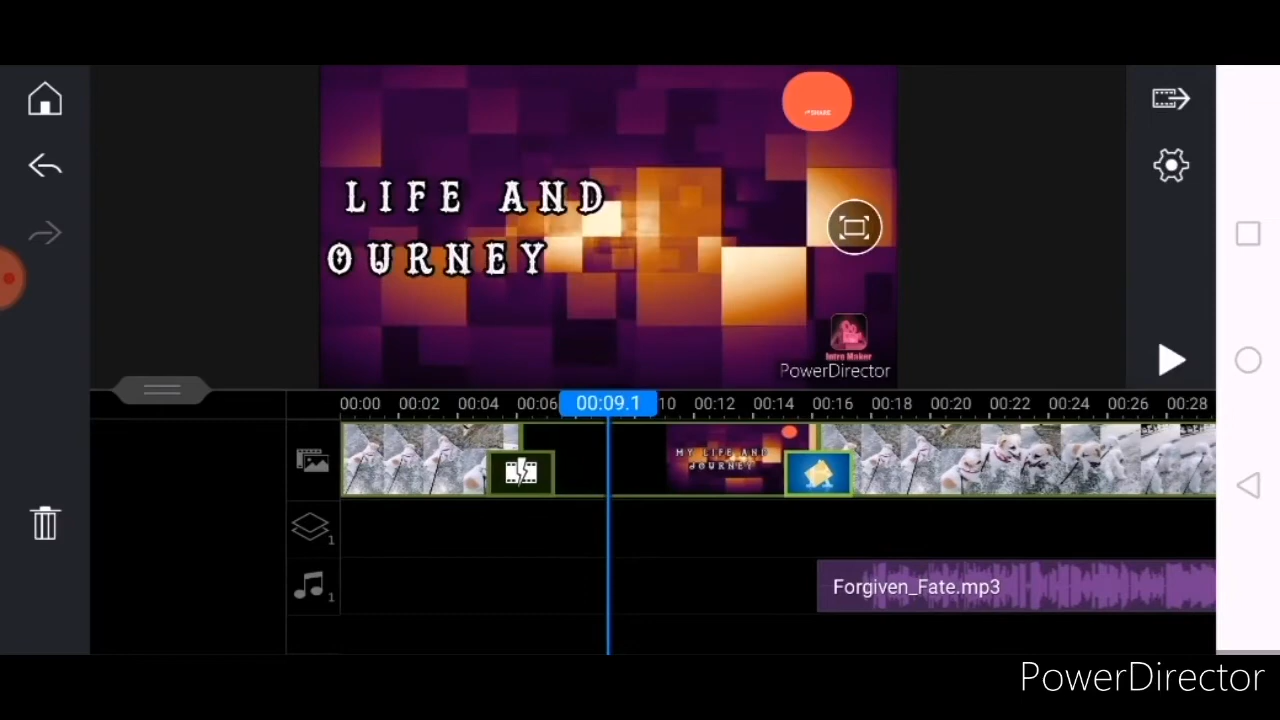 SHARE
LIFE AND
OURNEY
Intro Maker
PowerDirector
00:00 00:02 00:04 00:06 00:09.1 10 00:12 00:14 00:16 00:18 00:20 00:22 00:24 00:26 00:28
MY LIFE AND
JOURNEY
1
Forgiven_Fate.mp3
1
PowerDirector